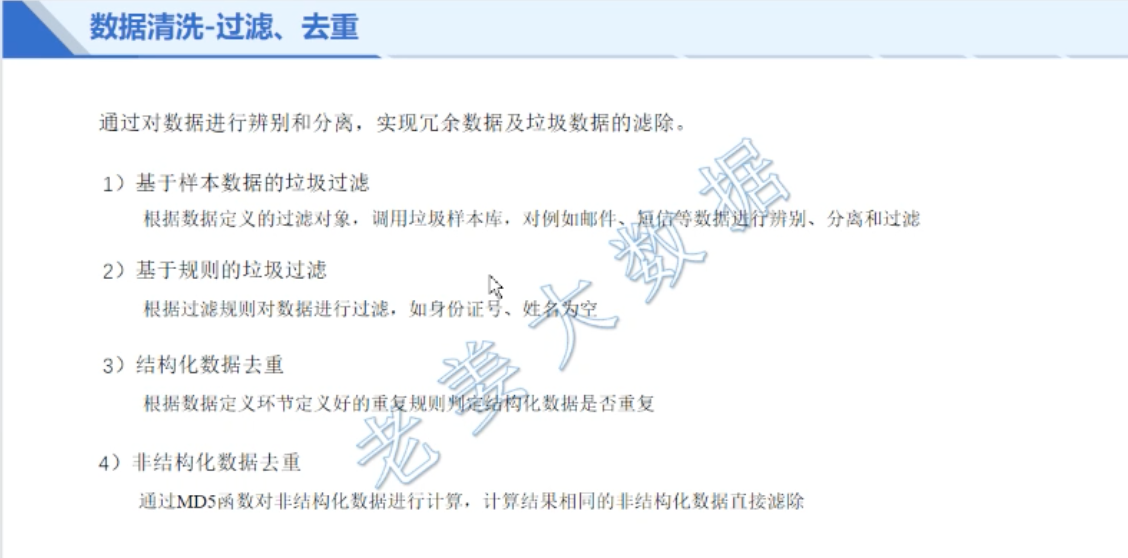 数据清洗-过滤、去重
通过对数据进行辨别和分离，实现冗余数据及垃圾数据的滤除。
1）基于样本数据的垃圾过滤
根据数据定义的过滤对象，调用垃圾样本库，对例如邮件、短信等数据进行辨别、分离和过滤
2）基于规则的垃圾过滤
根据过滤规则对数据进行过滤，如身份证号、姓名为空
3）结构化数据去重
根据数据定义环节定义好的重复规则判定结构化数据是否重复
4）非结构化数据去重
通过MD5函数对非结构化数据进行计算，计算结果相同的非结构化数据直接滤除
老姜大数据